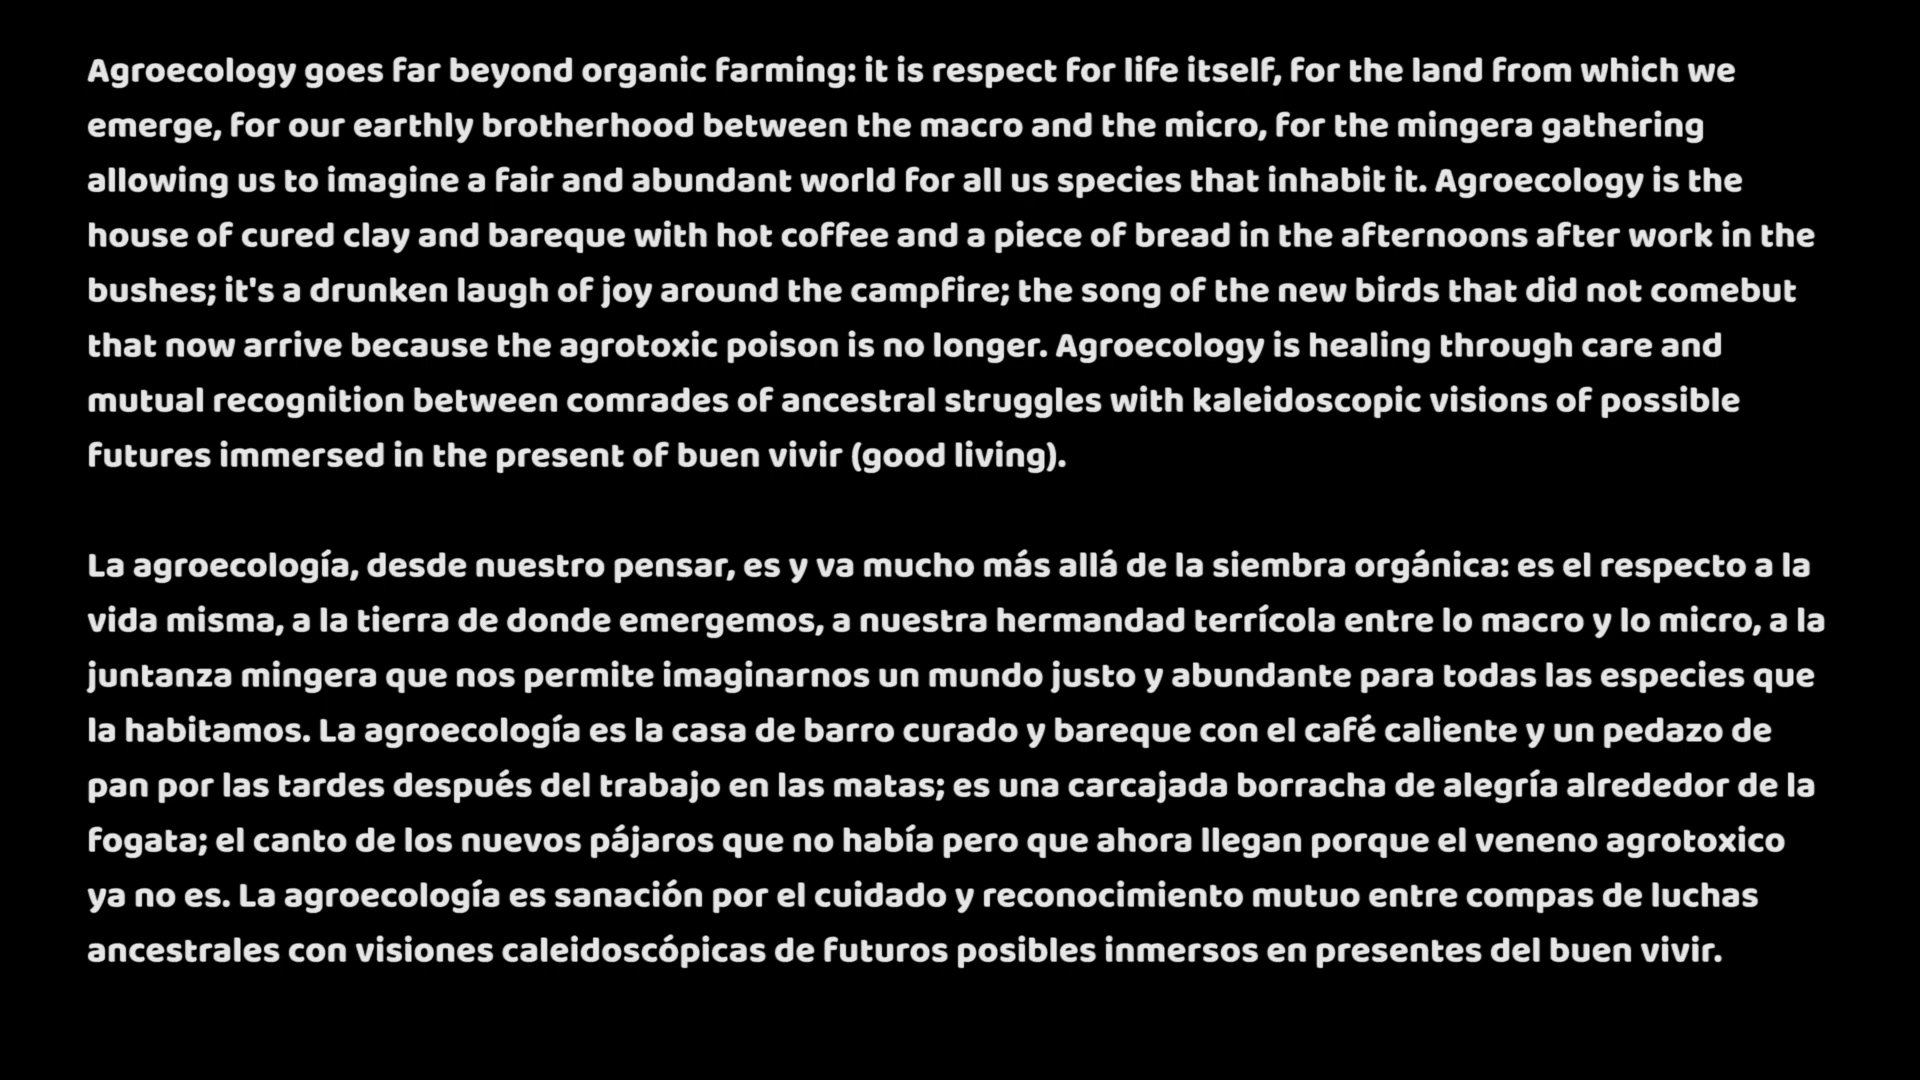 Agroecology goes far beyond organic farming: it is respect for life itself, for the land from which we
emerge, for our earthly brotherhood between the macro and the micro, for the mingera gathering
allowing us to imagine a fair and abundant world for all us species that inhabit it. Agroecology is the
house of cured clay and bareque with hot coffee and a piece of bread in the afternoons after work in the
bushes; it's a drunken laugh of joy around the campfire; the song of the new birds that did not comebut
that now arrive because the agrotoxic poison is no longer. Agroecology is healing through care and
mutual recognition between comrades of ancestral struggles with kaleidoscopic visions of possible
futures immersed in the present of buen vivir (good living).
La agroecología, desde nuestro pensar, es y va mucho más allá de la siembra orgánica: es el respecto a la
vida misma, a la tierra de donde emergemos, a nuestra hermandad terrícola entre lo macro y lo micro, a la
juntanza mingera que nos permite imaginarnos un mundo justo y abundante para todas las especies que
la habitamos. La agroecología es la casa de barro curado y bareque con el café caliente y un pedazo de
pan por las tardes después del trabajo en las matas; es una carcajada borracha de alegría alrededor de la
fogata; el canto de los nuevos pájaros que no había pero que ahora llegan porque el veneno agrotoxico
ya no es. La agroecología es sanación por el cuidado y reconocimiento mutuo entre compas de luchas
ancestrales con visiones caleidoscópicas de futuros posibles inmersos en presentes del buen vivir.